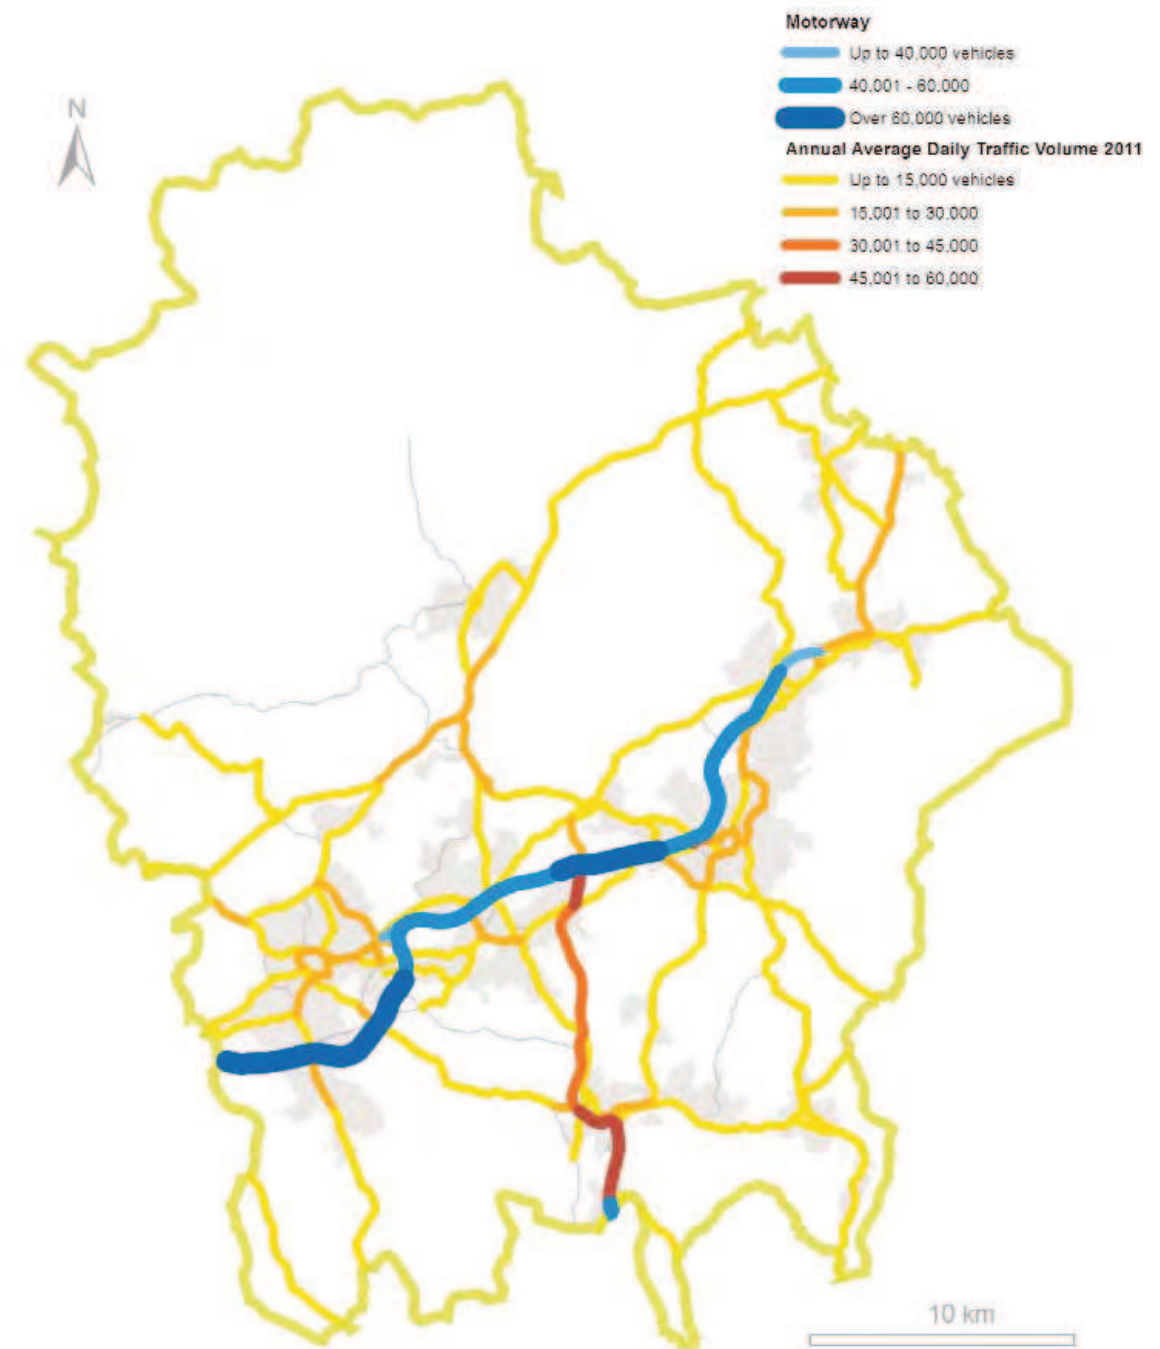 Motorway
Up to 40,000 vehicles
40,001 - 60,000
Over 60,000 vehicles
Annual Average Daily Traffic Volume 2011
Up to 15,000 vehicles
15,001 to 30,000
30,001 to 45,000
45,001 to 60,000
N
10 km